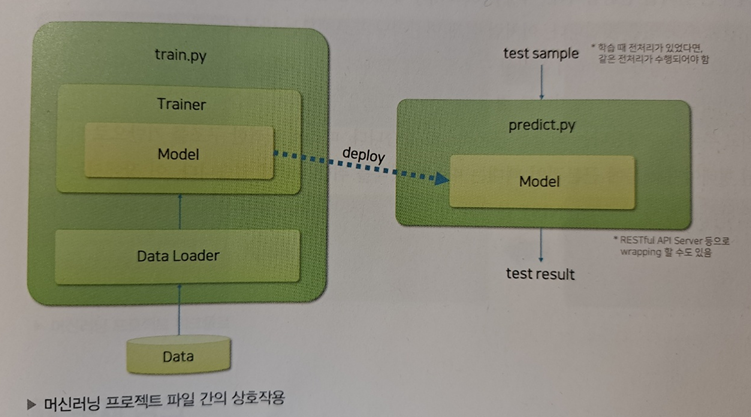 train.py
Trainer
Model
Data Loader
Data
deploy
test sample
* 학습 때 전처리가 있었다면,
같은 전처리가 수행되어야 함
predict.py
Model
* RESTful API Server 등으로
wrapping 할 수도 있음
test result
▶ 머신러닝 프로젝트 파일 간의 상호작용